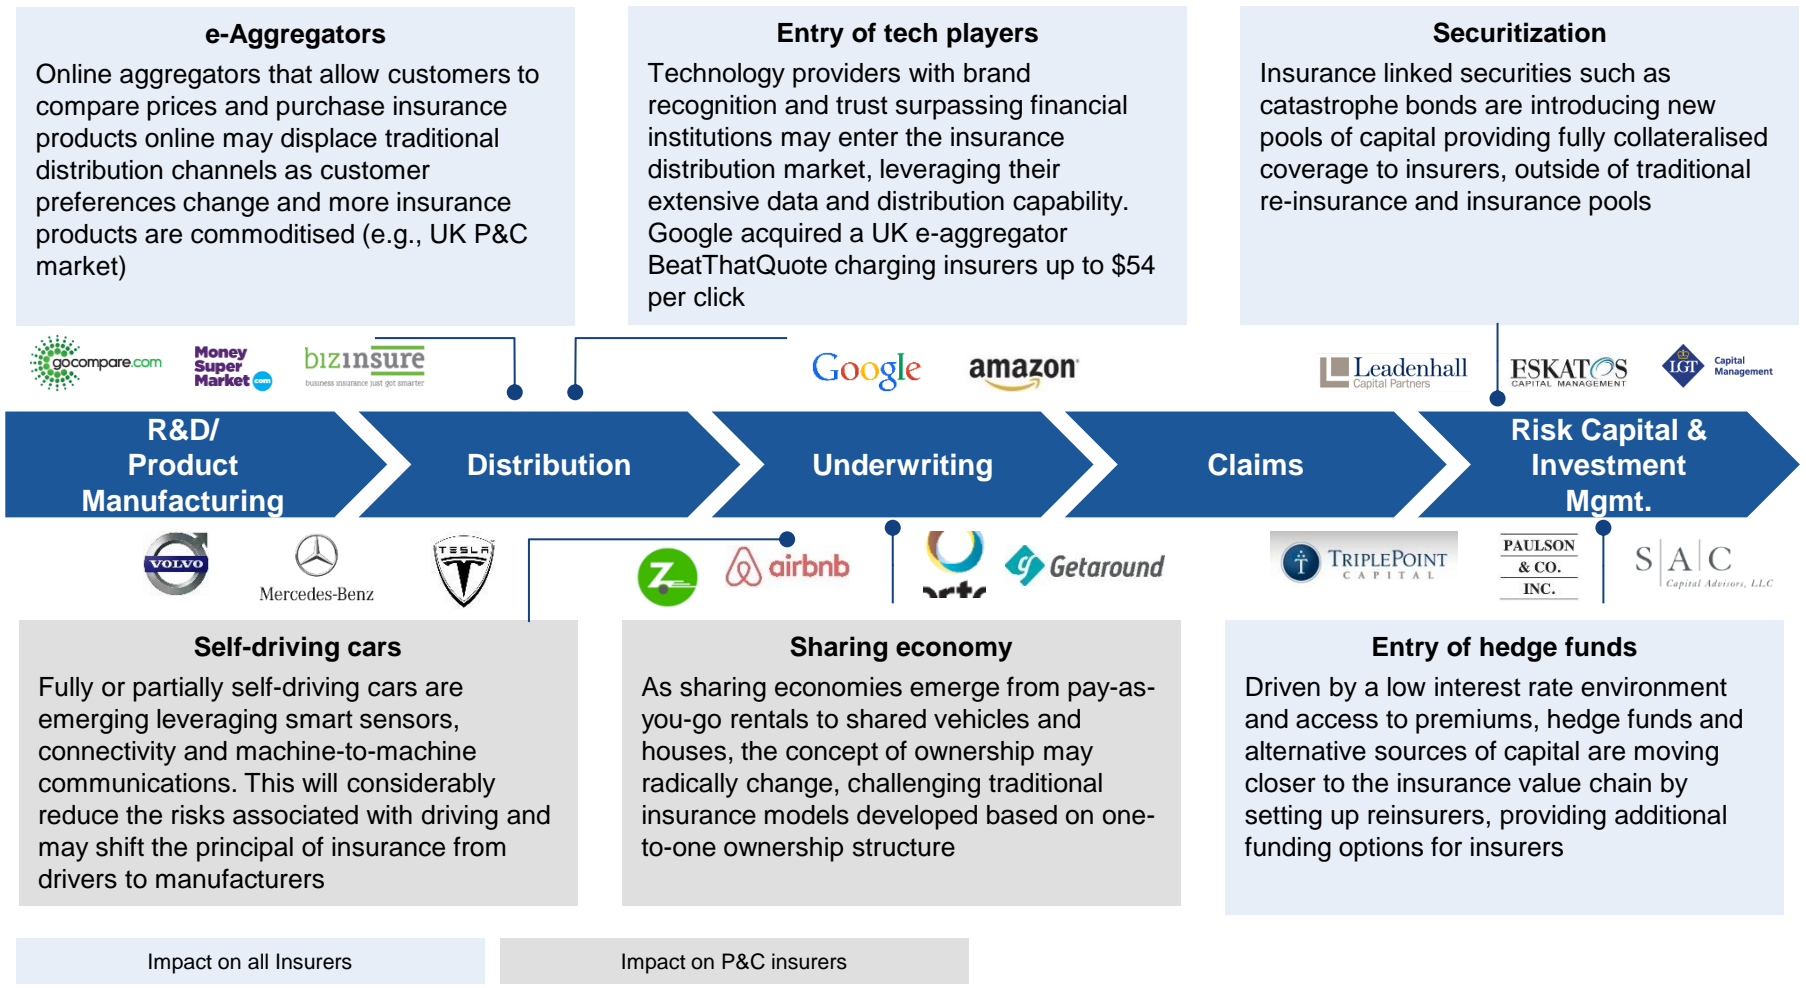 e-Aggregators
Online aggregators that allow customers to
compare prices and purchase insurance
products online may displace traditional
distribution channels as customer
preferences change and more insurance
products are commoditised (e.g., UK P&C
market)
Entry of tech players
Technology providers with brand
recognition and trust surpassing financial
institutions may enter the insurance
distribution market, leveraging their
extensive data and distribution capability.
Google acquired a UK e-aggregator
BeatThatQuote charging insurers up to $54
per click
Securitization
Insurance linked securities such as
catastrophe bonds are introducing new
pools of capital providing fully collateralised
coverage to insurers, outside of traditional
re-insurance and insurance pools
gocompare.com
Money
Super
Market.com
bizinsure
business insurance just got smarter
Google
amazon
Leadenhall
Capital Partners
ESKATOS
CAPITAL MANAGEMENT
LGT
Capital
Management
R&D/
Product
Manufacturing
Distribution
Underwriting
Claims
Risk Capital &
Investment
Mgmt.
VOLVO
Mercedes-Benz
TESLA
Z
airbnb
Getaround
TRIPLEPOINT
CAPITAL
PAULSON
& CO.
INC.
S|A|C
Capital Advisors, LLC
Self-driving cars
Fully or partially self-driving cars are
emerging leveraging smart sensors,
connectivity and machine-to-machine
communications. This will considerably
reduce the risks associated with driving and
may shift the principal of insurance from
drivers to manufacturers
Sharing economy
As sharing economies emerge from pay-as-
you-go rentals to shared vehicles and
houses, the concept of ownership may
radically change, challenging traditional
insurance models developed based on one-
to-one ownership structure
Entry of hedge funds
Driven by a low interest rate environment
and access to premiums, hedge funds and
alternative sources of capital are moving
closer to the insurance value chain by
setting up reinsurers, providing additional
funding options for insurers
Impact on all Insurers
Impact on P&C insurers